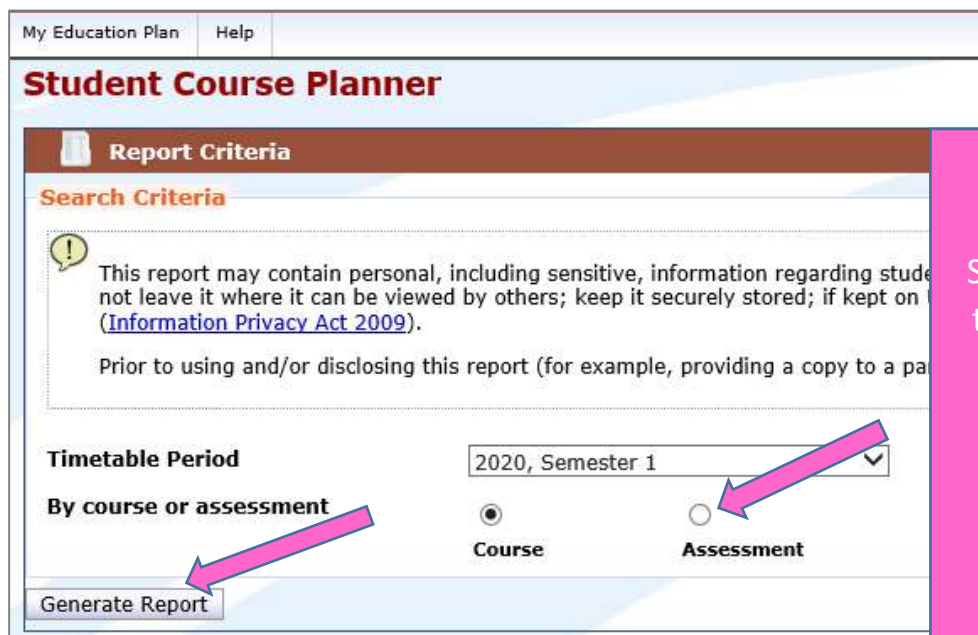 My Education Plan Help
Student Course Planner
Report Criteria
Search Criteria
This report may contain personal, including sensitive, information regarding
not leave it where it can be viewed by others; keep it securely stored; if kept on
(Information Privacy Act 2009).
Prior to using and/or disclosing this report (for example, providing a copy to a
Timetable Period 2020, Semester 1
By course or assessment
Course Assessment
Generate Report